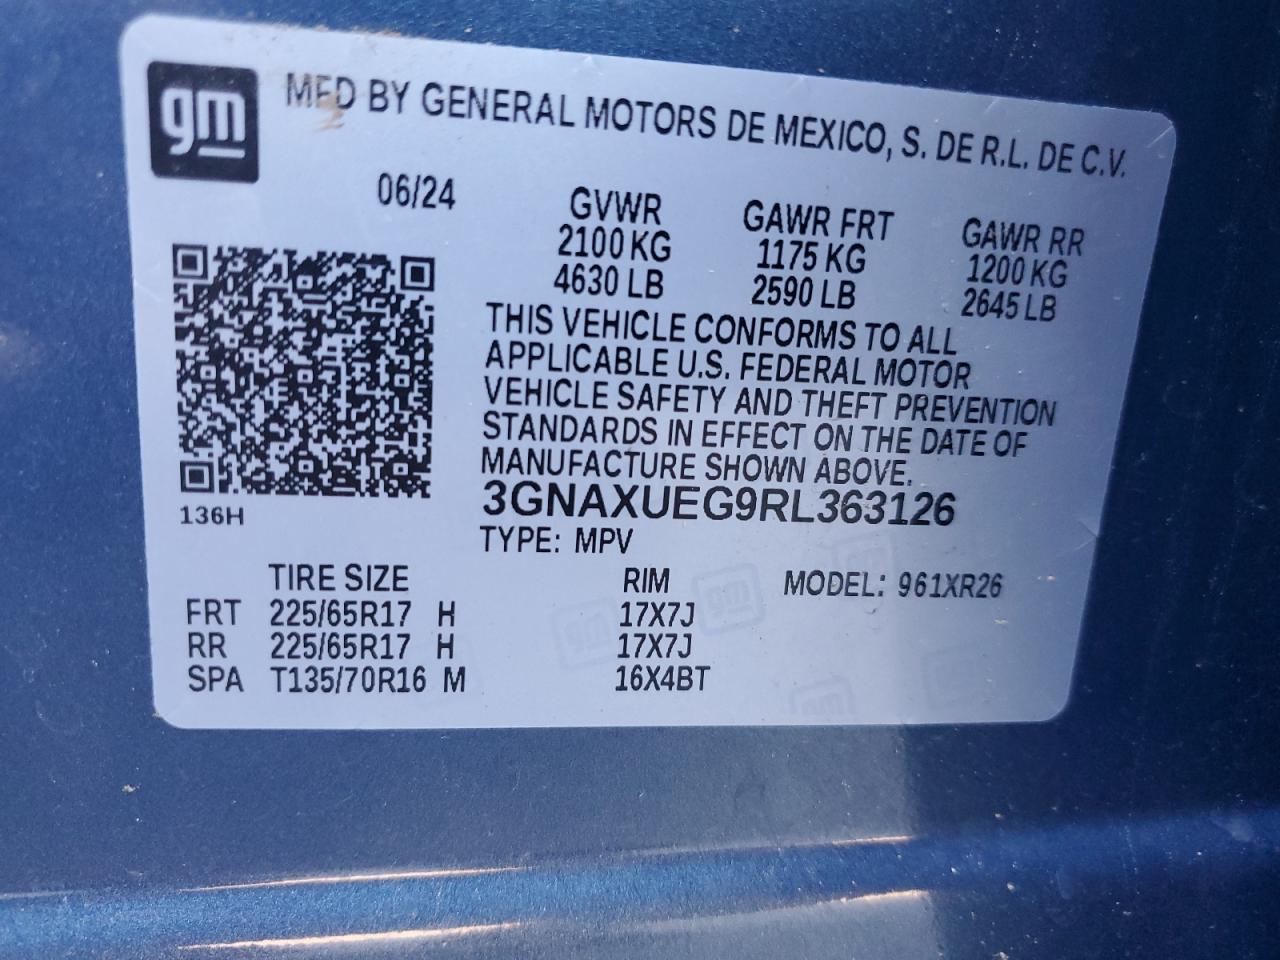 gm
MFD BY GENERAL MOTORS DE MEXICO, S. DE R.L. DE C.V.
06/24
GVWR GAWR FRT GAWR RR
2100 KG 1175 KG 1200 KG
4630 LB 2590 LB 2645 LB
THIS VEHICLE CONFORMS TO ALL
APPLICABLE U.S. FEDERAL MOTOR
VEHICLE SAFETY AND THEFT PREVENTION
STANDARDS IN EFFECT ON THE DATE OF
MANUFACTURE SHOWN ABOVE.
3GNAXUEG9RL363126
136H
TYPE: MPV
TIRE SIZE RIM MODEL: 961XR26
FRT 225/65R17 H 17X7J
RR 225/65R17 H 17X7J
SPA T135/70R16 M 16X4BT
gm
gm
gm